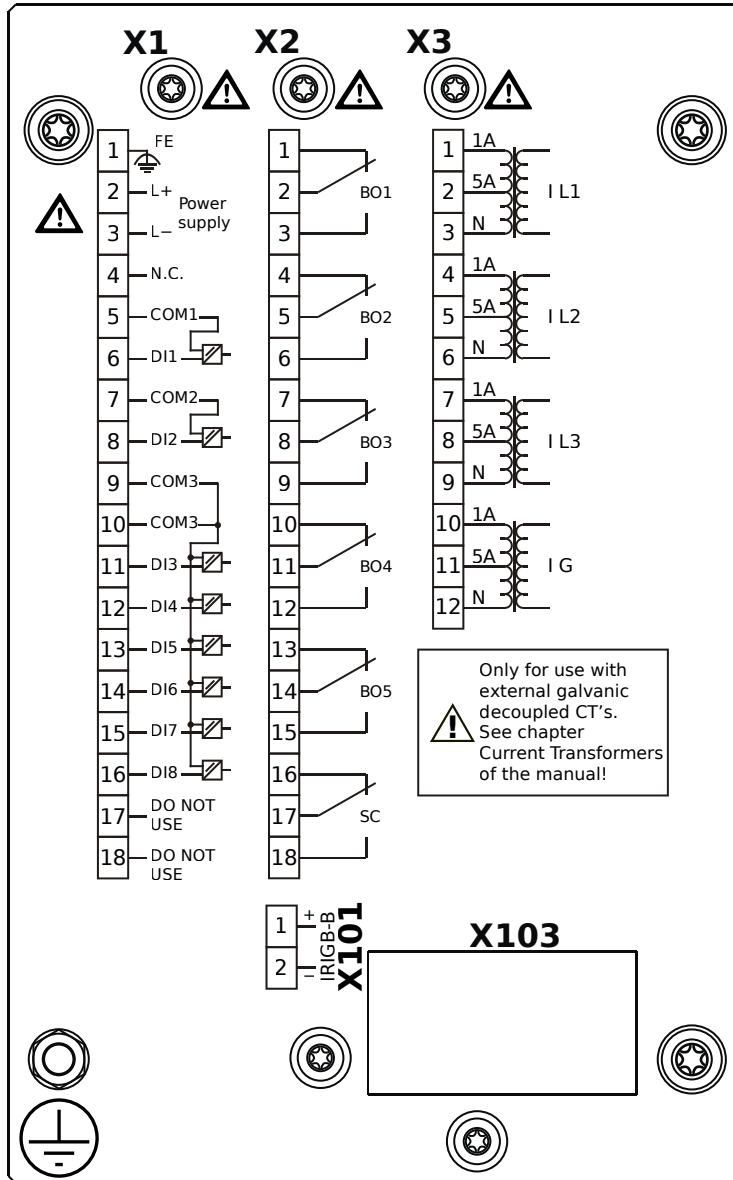 X1 X2 X3
1 FE
2 L+
Power
supply
3 L−
4 N.C.
5 COM1
6 DI1
7 COM2
8 DI2
9 COM3
10 COM3
11 DI3
12 DI4
13 DI5
14 DI6
15 DI7
16 DI8
17 DO NOT
USE
18 DO NOT
USE
1
2 BO1
3
4
5 BO2
6
7
8 BO3
9
10
11 BO4
12
13
14 BO5
15
16
17 SC
18
1 1A
2 5A I L1
3 N
4 1A
5 5A I L2
6 N
7 1A
8 5A I L3
9 N
10 1A
11 5A I G
12 N
!
Only for use with
external galvanic
decoupled CT's.
See chapter
Current Transformers
of the manual!
1 +
2 −
IRIGB-B
X101
X103